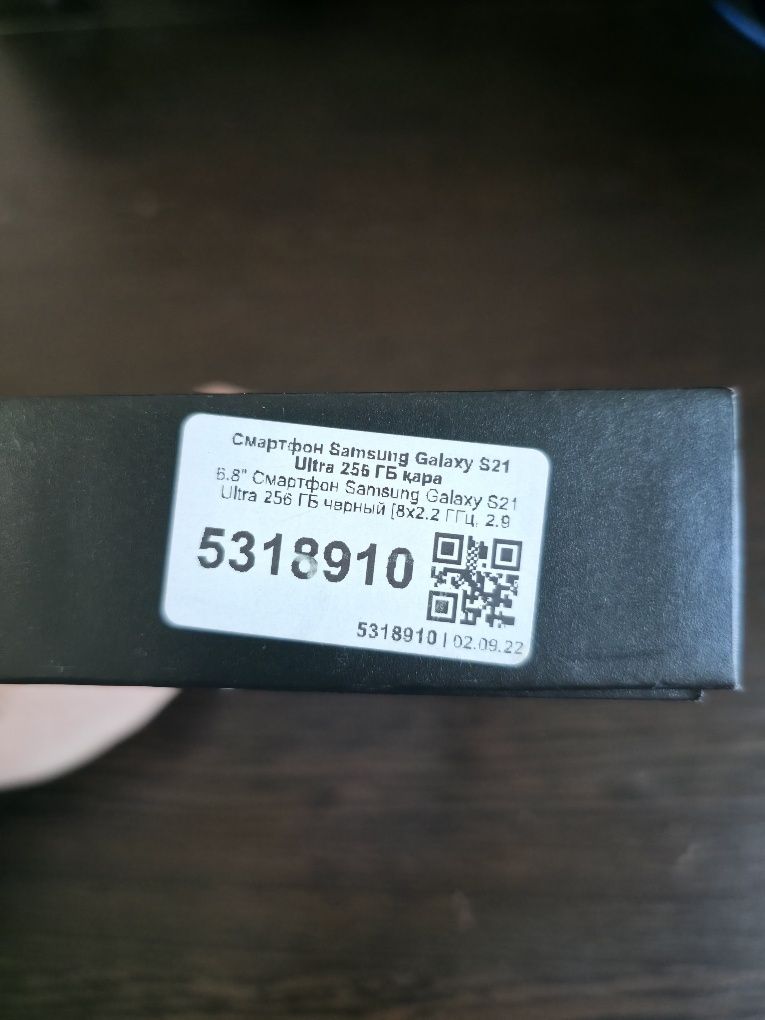 Смартфон Samsung Galaxy S21
Ultra 256 ГБ қара
6.8" Смартфон Samsung Galaxy S21
Ultra 256 ГБ черный [8x2.2 ГГц, 2.9
5318910
5318910 | 02.09.22